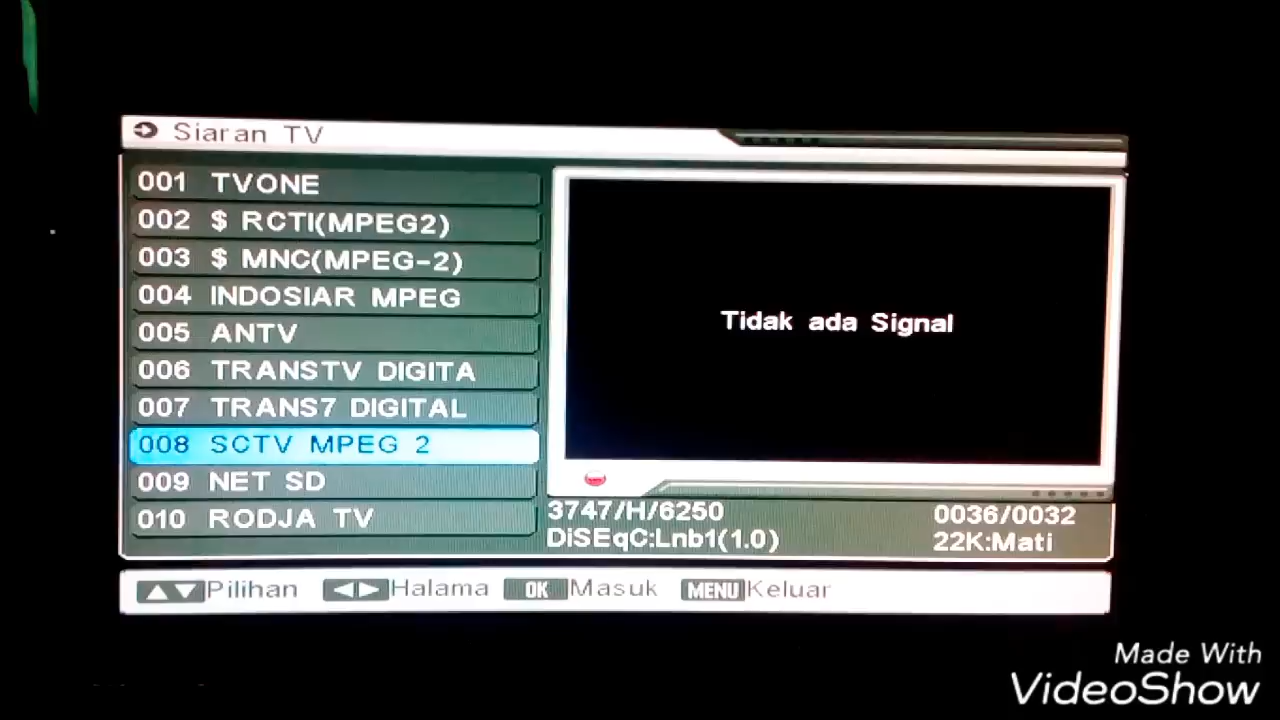 Siaran TV
001 TVONE
002 $ RCTI(MPEG2)
003 $ MNC(MPEG-2)
004 INDOSIAR MPEG
005 ANTV
006 TRANSTV DIGITA
007 TRANS7 DIGITAL
008 SCTV MPEG 2
009 NET SD
010 RODJA TV
Tidak ada Signal
3747/H/6250 0036/0032
DiSEqC:Lnb1(1.0) 22K:Mati
Pilihan Halama OK Masuk MENU Keluar
Made With
VideoShow